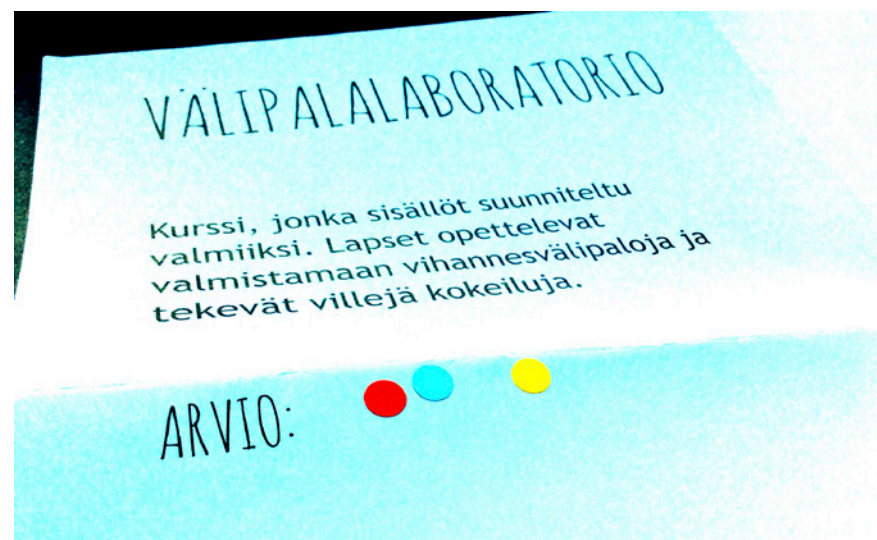 VÄLIPALALABORATORIO
Kurssi, jonka sisällöt suunniteltu
valmiiksi. Lapset opettelevat
valmistamaan vihannesvälipaloja ja
tekevät villejä kokeiluja.
ARVIO: